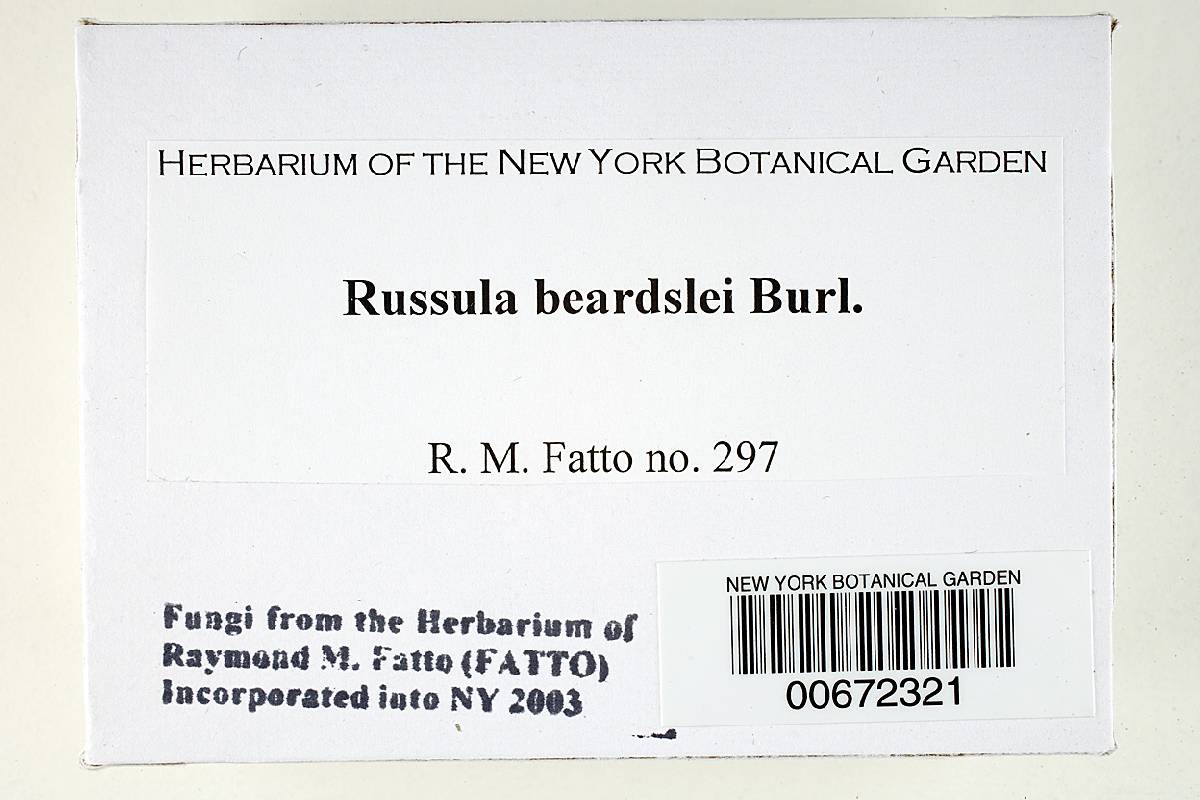 HERBARIUM OF THE NEW YORK BOTANICAL GARDEN
Russula beardslei Burl.
R. M. Fatto no. 297
Fungi from the Herbarium of
Raymond M. Fatto (FATTO)
Incorporated into NY 2003
NEW YORK BOTANICAL GARDEN
00672321